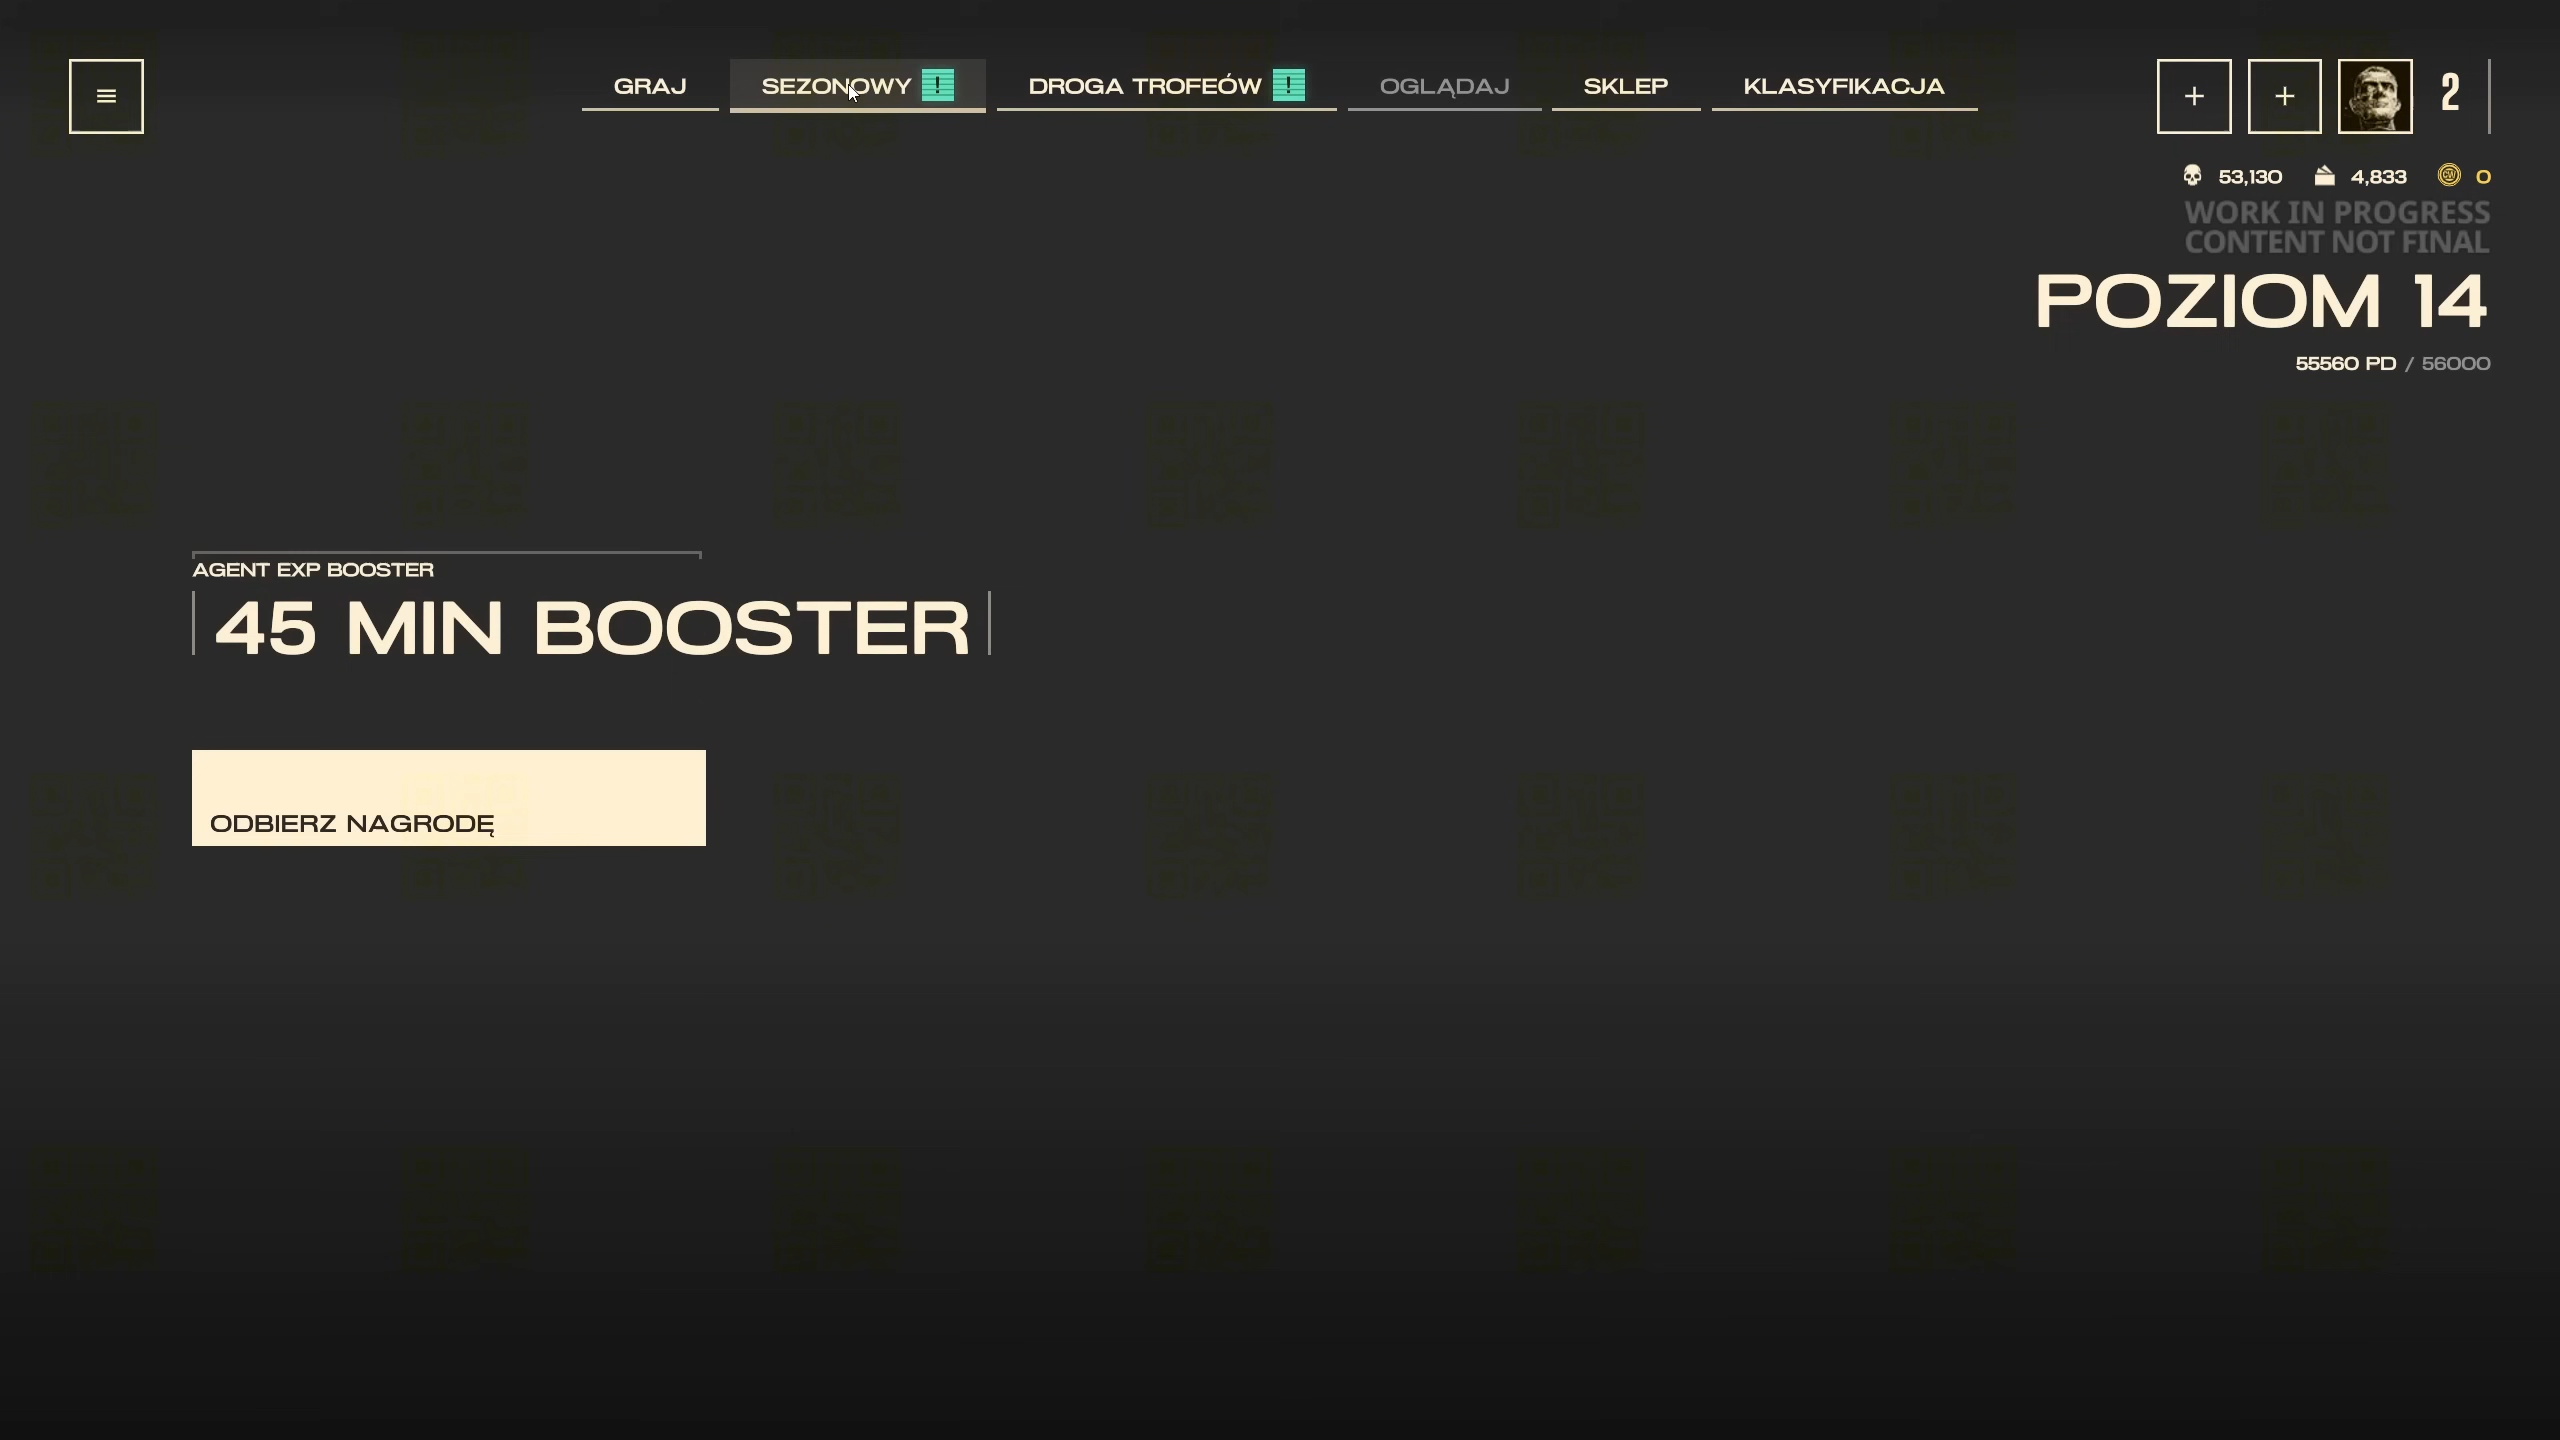 GRAJ
SEZONOWY !
DROGA TROFEÓW !
OGLĄDAJ
SKLEP
KLASYFIKACJA
2
53,130
4,833
0
WORK IN PROGRESS
CONTENT NOT FINAL
POZIOM 14
55560 PD / 56000
AGENT EXP BOOSTER
45 MIN BOOSTER
ODBIERZ NAGRODĘ